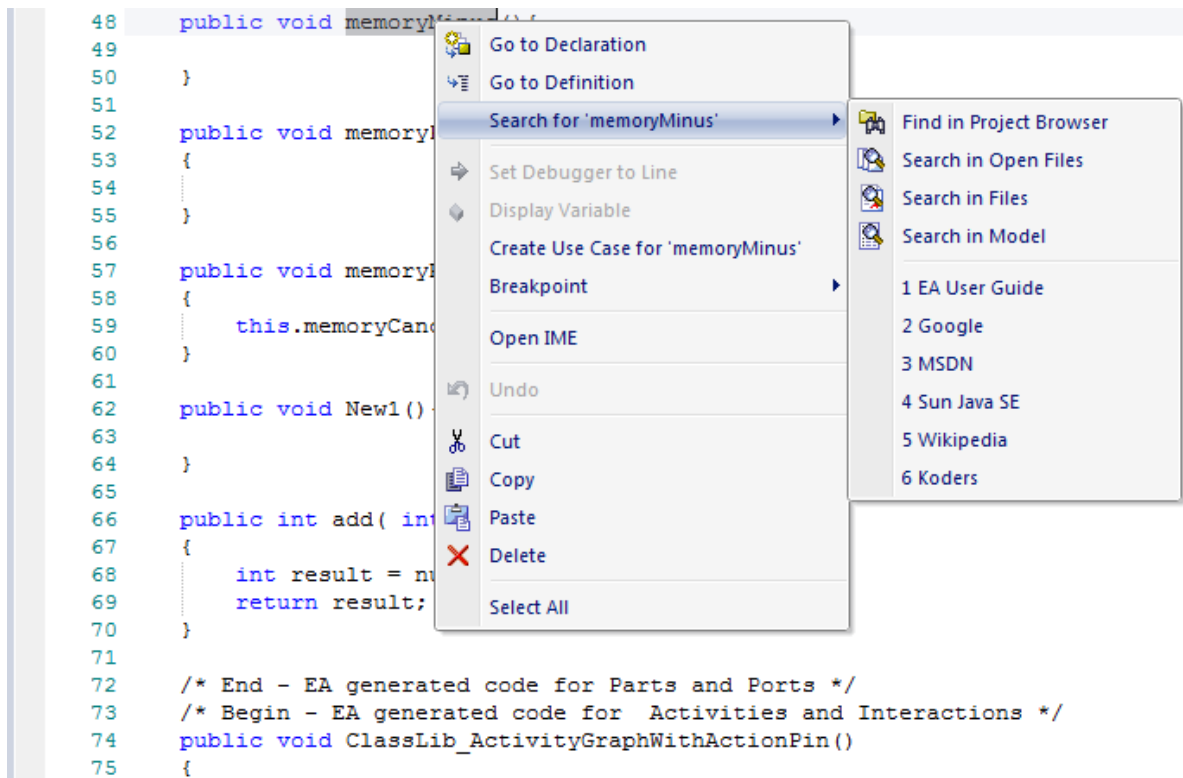 48 public void memoryMinus(){
49
50 }
51
52 public void
53 {
54
55 }
56
57 public void
58 {
59 this.
60 }
61
62 public void New1()
63
64 }
65
66 public int add( int
67 {
68 int result =
69 return result;
70 }
71
72 /* End - EA generated code for Parts and Ports */
73 /* Begin - EA generated code for  Activities and Interactions */
74 public void ClassLib_ActivityGraphWithActionPin()
75 {
Go to Declaration
Go to Definition
Search for 'memoryMinus'
Set Debugger to Line
Display Variable
Create Use Case for 'memoryMinus'
Breakpoint
Open IME
Undo
Cut
Copy
Paste
Delete
Select All
Find in Project Browser
Search in Open Files
Search in Files
Search in Model
1 EA User Guide
2 Google
3 MSDN
4 Sun Java SE
5 Wikipedia
6 Koders